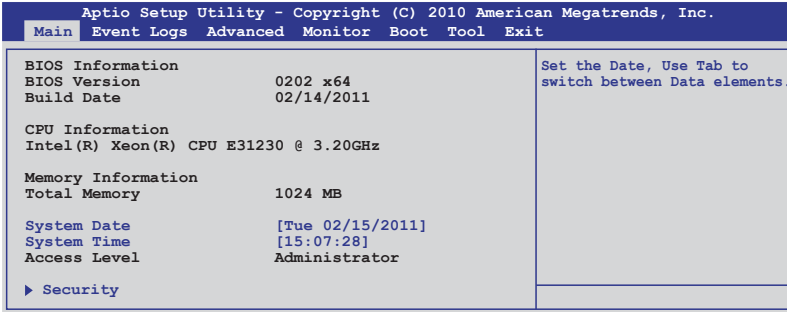 Aptio Setup Utility - Copyright (C) 2010 American Megatrends, Inc.
Main Event Logs Advanced Monitor Boot Tool Exit
BIOS Information
BIOS Version 0202 x64
Build Date 02/14/2011
CPU Information
Intel(R) Xeon(R) CPU E31230 @ 3.20GHz
Memory Information
Total Memory 1024 MB
System Date [Tue 02/15/2011]
System Time [15:07:28]
Access Level Administrator
Security
Set the Date, Use Tab to
switch between Data elements.